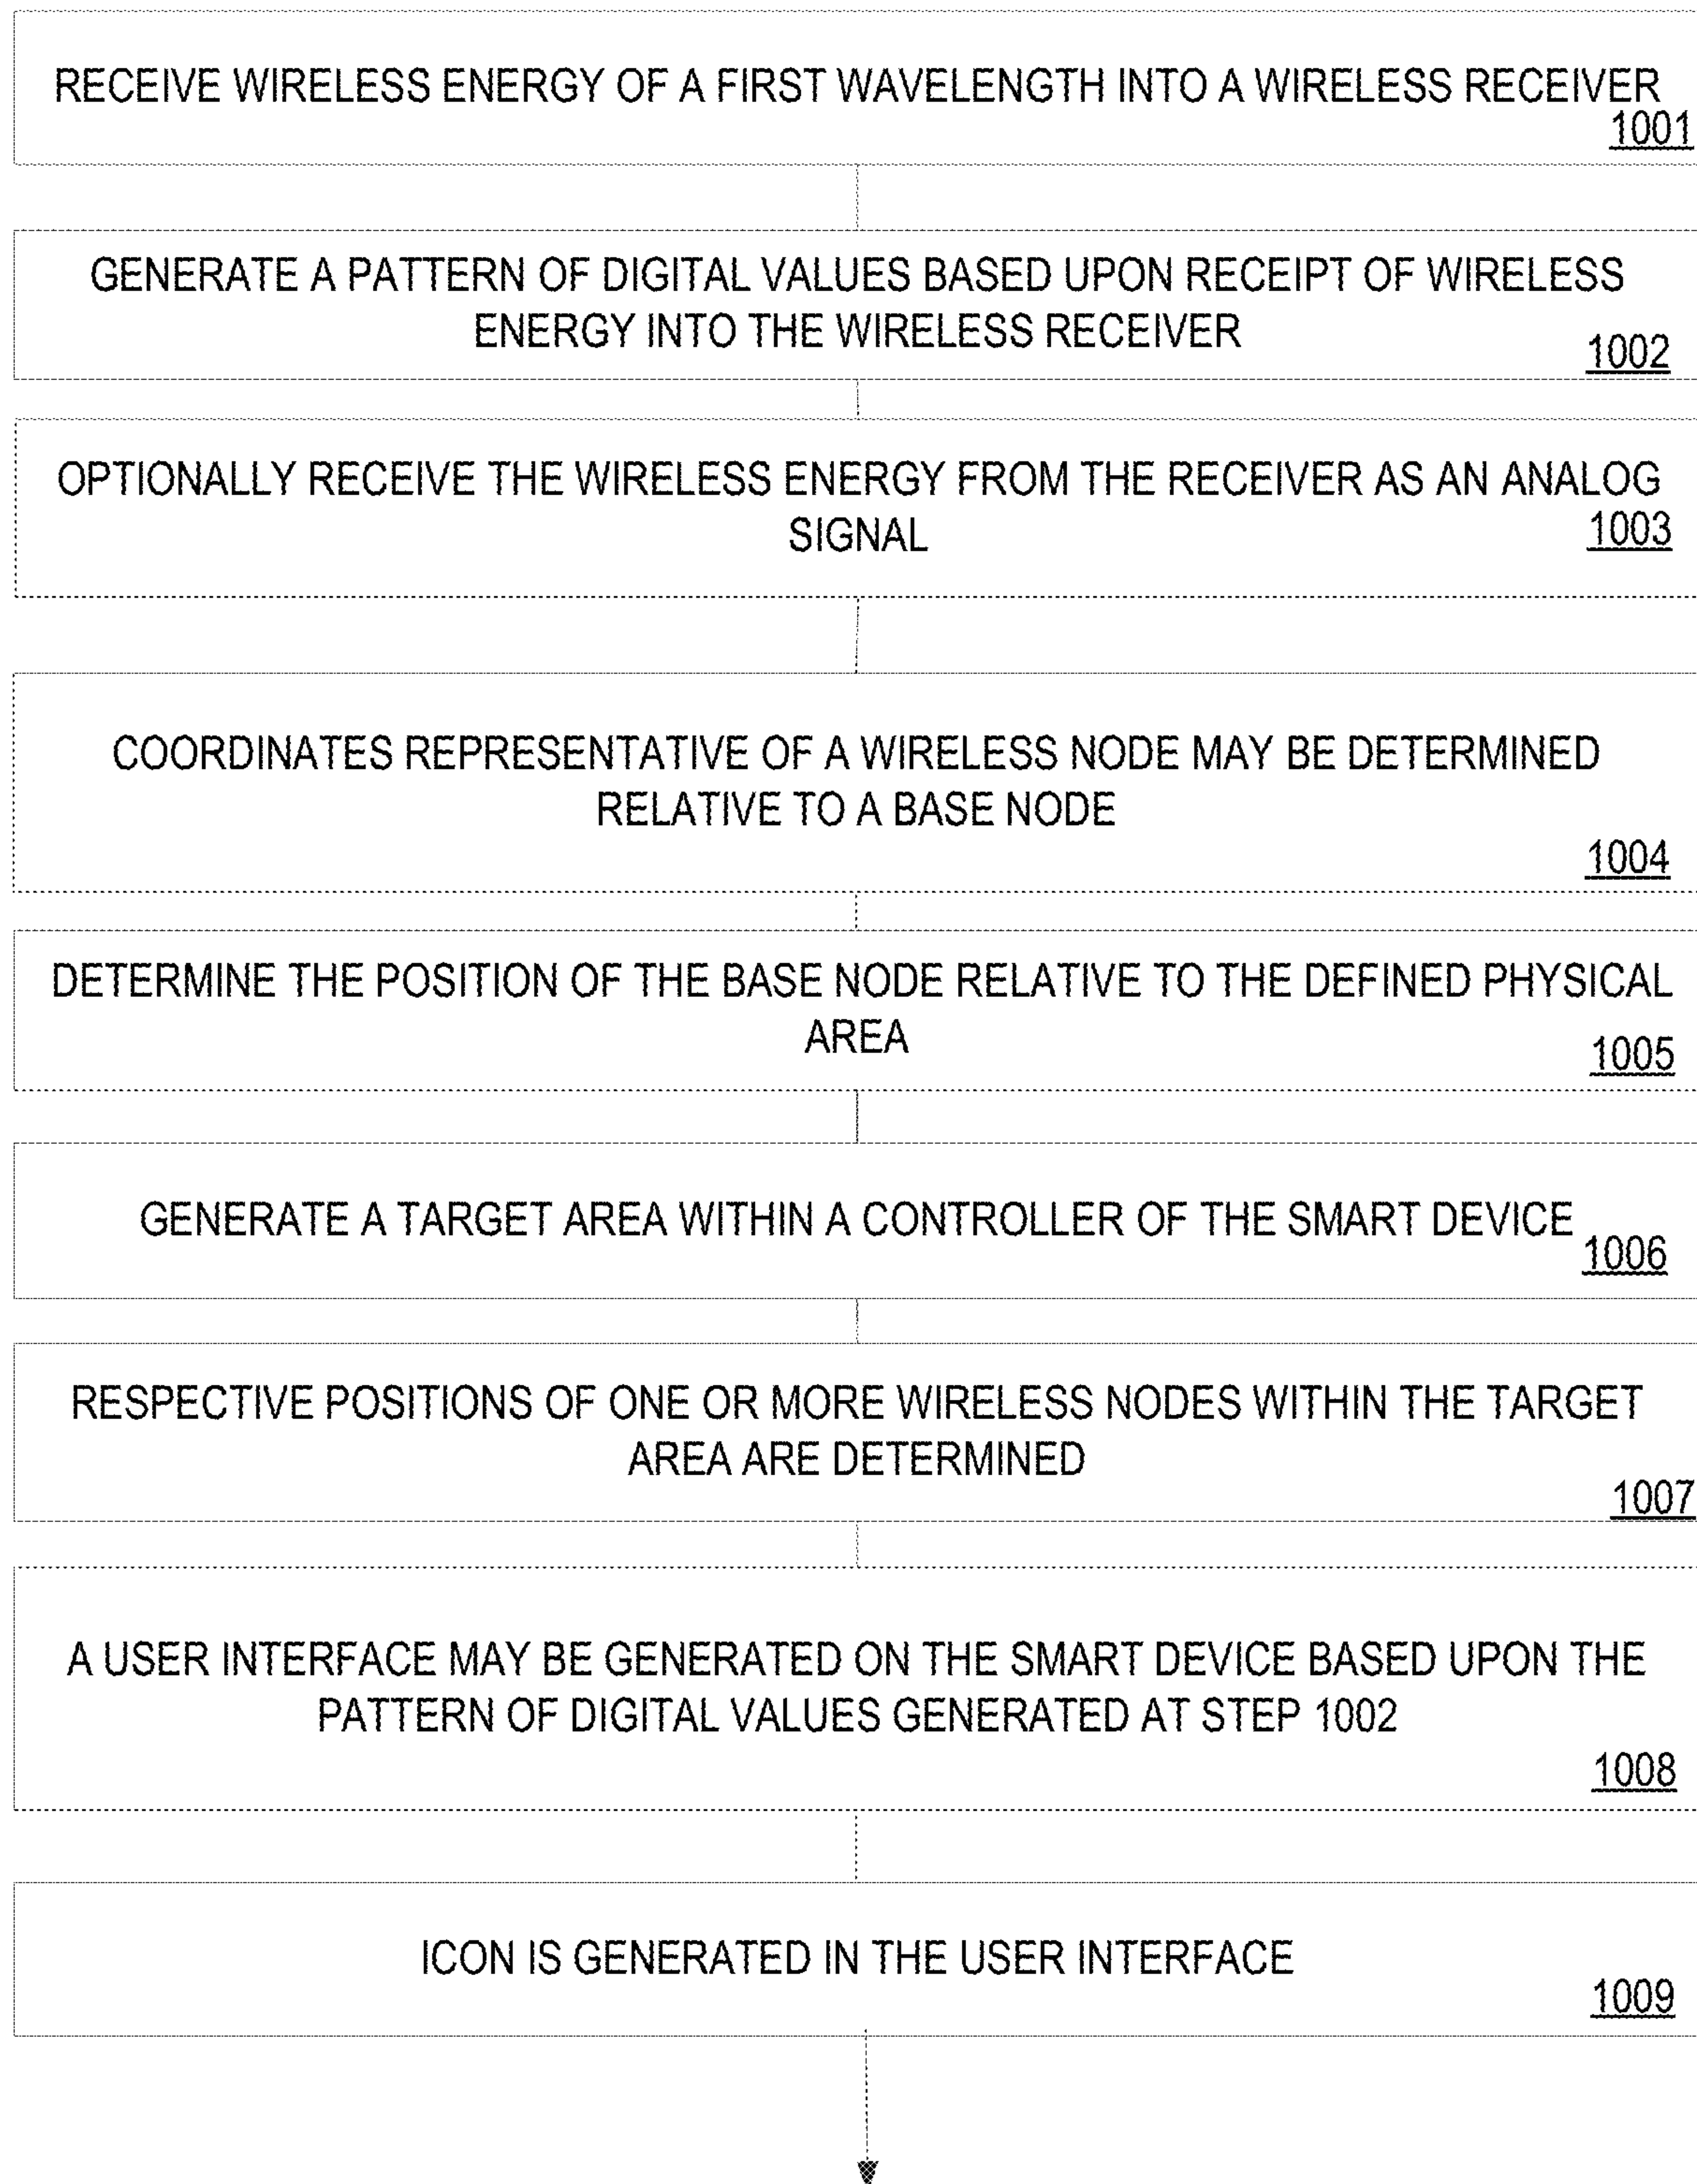 RECEIVE WIRELESS ENERGY OF A FIRST WAVELENGTH INTO A WIRELESS RECEIVER
1001
GENERATE A PATTERN OF DIGITAL VALUES BASED UPON RECEIPT OF WIRELESS
ENERGY INTO THE WIRELESS RECEIVER
1002
OPTIONALLY RECEIVE THE WIRELESS ENERGY FROM THE RECEIVER AS AN ANALOG
SIGNAL
1003
COORDINATES REPRESENTATIVE OF A WIRELESS NODE MAY BE DETERMINED
RELATIVE TO A BASE NODE
1004
DETERMINE THE POSITION OF THE BASE NODE RELATIVE TO THE DEFINED PHYSICAL
AREA
1005
GENERATE A TARGET AREA WITHIN A CONTROLLER OF THE SMART DEVICE
1006
RESPECTIVE POSITIONS OF ONE OR MORE WIRELESS NODES WITHIN THE TARGET
AREA ARE DETERMINED
1007
A USER INTERFACE MAY BE GENERATED ON THE SMART DEVICE BASED UPON THE
PATTERN OF DIGITAL VALUES GENERATED AT STEP 1002
1008
ICON IS GENERATED IN THE USER INTERFACE
1009